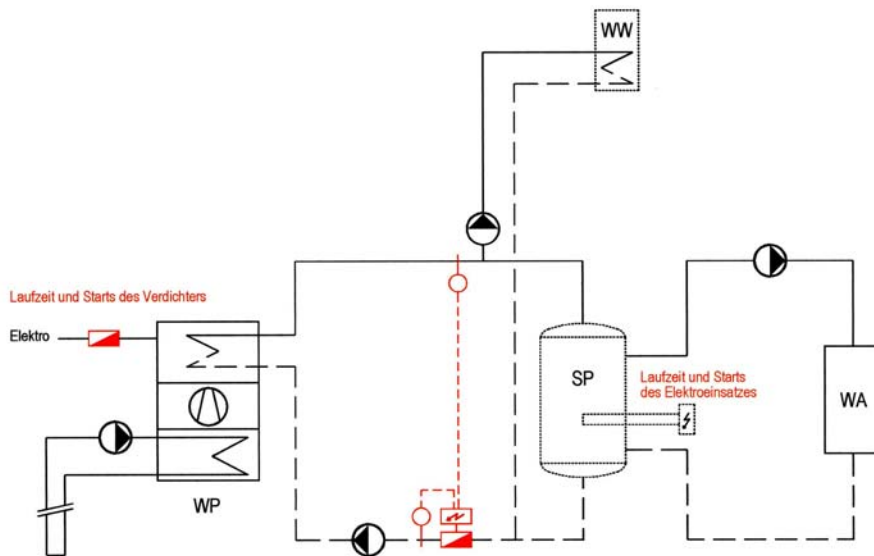 WW
Laufzeit und Starts des Verdichters
Elektro
SP
Laufzeit und Starts
des Elektroeinsatzes
WA
WP